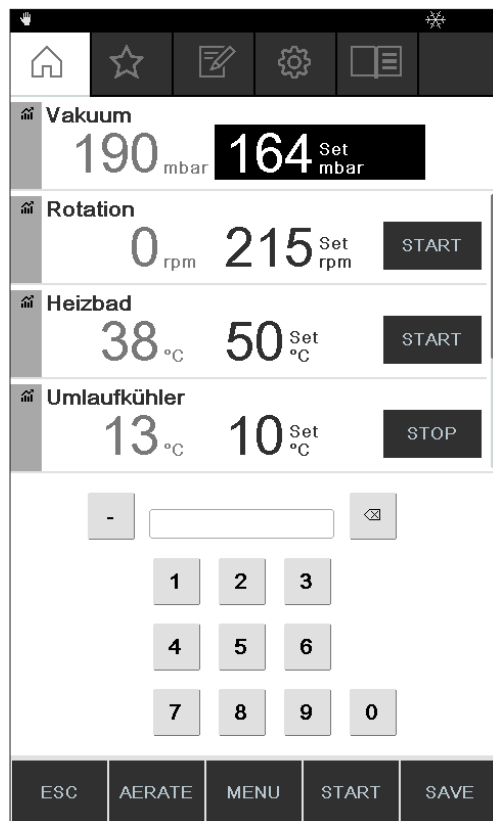 Vakuum
190 mbar 164 Set mbar
Rotation
0 rpm 215 Set rpm START
Heizbad
38 °C 50 Set °C START
Umlaufkühler
13 °C 10 Set °C STOP
-
1 2 3
4 5 6
7 8 9 0
ESC AERATE MENU START SAVE